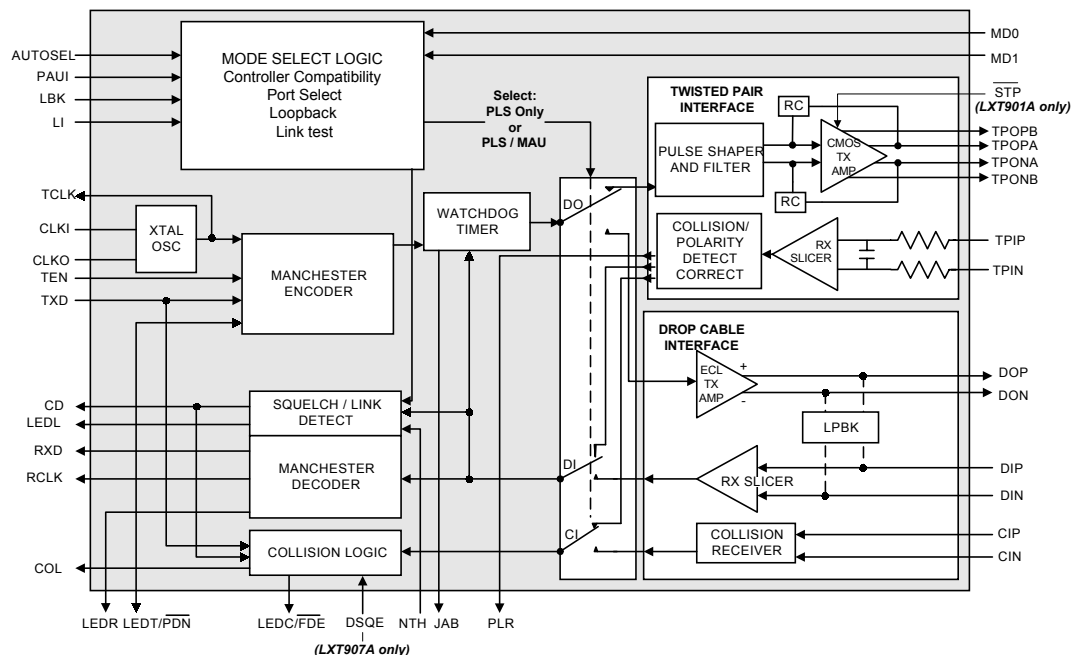 AUTOSEL
PAUI
LBK
LI
MODE SELECT LOGIC
Controller Compatibility
Port Select
Loopback
Link test
Select:
PLS Only
or
PLS / MAU
MD0
MD1
STP
(LXT901A only)
TWISTED PAIR
INTERFACE
RC
PULSE SHAPER
AND FILTER
CMOS
TX
AMP
RC
TPOPB
TPOPA
TPONA
TPONB
TCLK
CLKI
CLKO
TEN
TXD
XTAL
OSC
MANCHESTER
ENCODER
WATCHDOG
TIMER
DO
COLLISION/
POLARITY
DETECT
CORRECT
RX
SLICER
TPIP
TPIN
DROP CABLE
INTERFACE
ECL
TX
AMP
+
-
DOP
DON
LPBK
CD
LEDL
RXD
RCLK
SQUELCH / LINK
DETECT
MANCHESTER
DECODER
DI
RX SLICER
DIP
DIN
COL
COLLISION LOGIC
CI
COLLISION
RECEIVER
CIP
CIN
LEDR
LEDT/PDN
LEDC/FDE
DSQE
NTH
JAB
PLR
(LXT907A only)